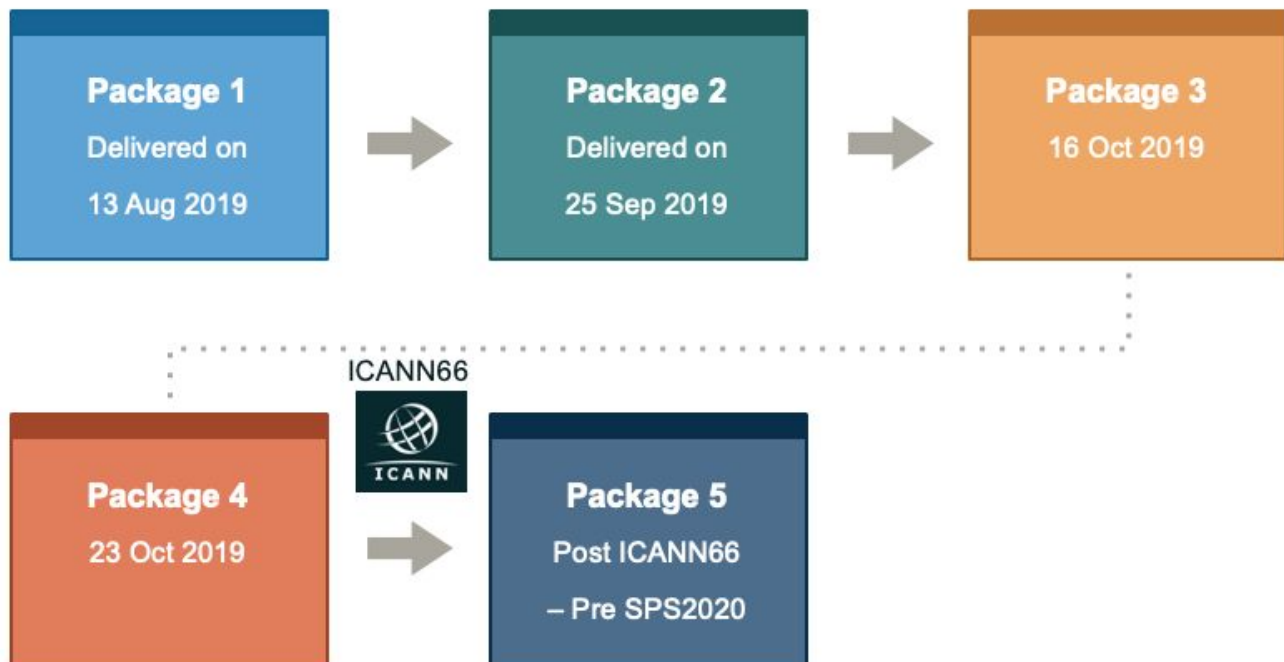 Package 1
Delivered on
13 Aug 2019
Package 2
Delivered on
25 Sep 2019
Package 3
16 Oct 2019
ICANN66
ICANN
Package 4
23 Oct 2019
Package 5
Post ICANN66
– Pre SPS2020